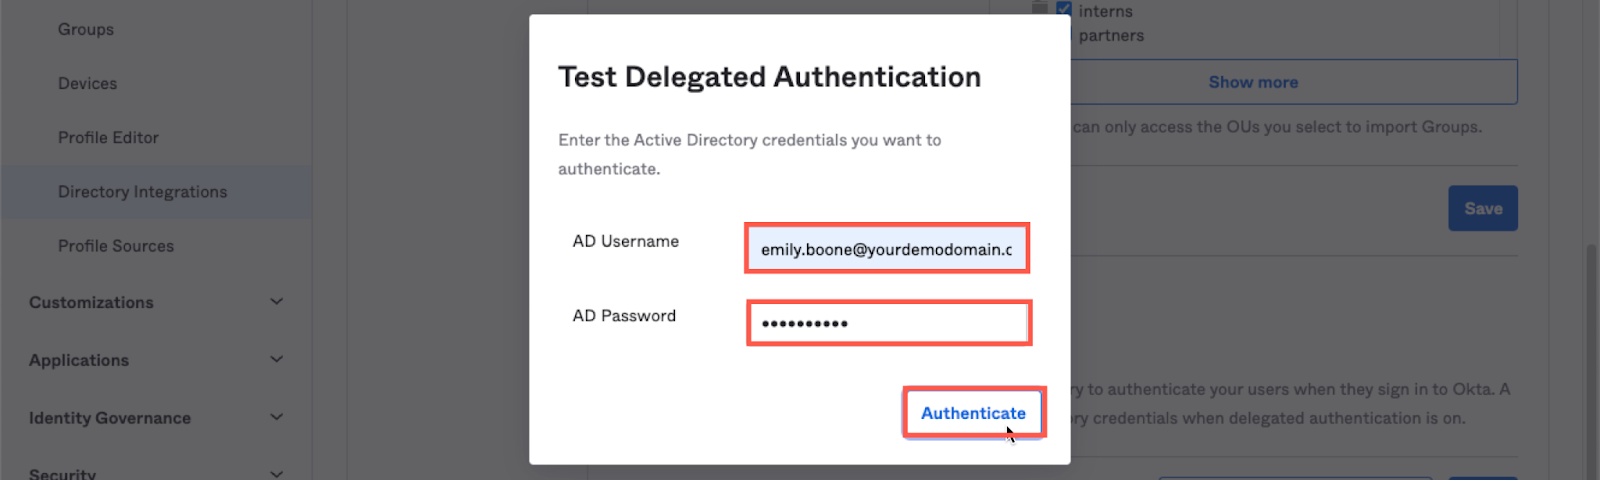 Groups
Devices
Profile Editor
Directory Integrations
Profile Sources
Customizations
Applications
Identity Governance
Security
Test Delegated Authentication
Enter the Active Directory credentials you want to
authenticate.
AD Username
emily.boone@yourdemodomain.c
AD Password
••••••••••
Authenticate
interns
partners
Show more
can only access the OUs you select to import Groups.
Save
ry to authenticate your users when they sign in to Okta. A
ry credentials when delegated authentication is on.